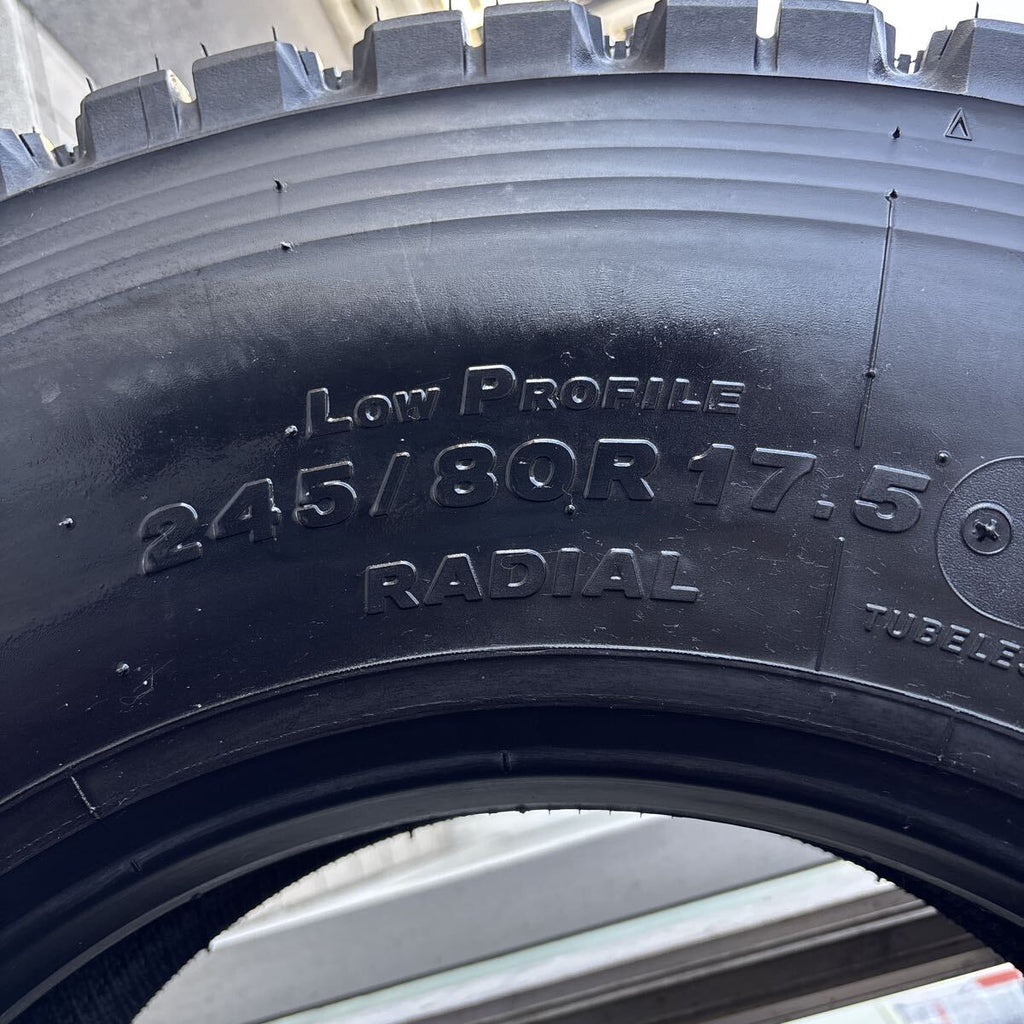 LOW PROFILE
245/80R 17.5
RADIAL